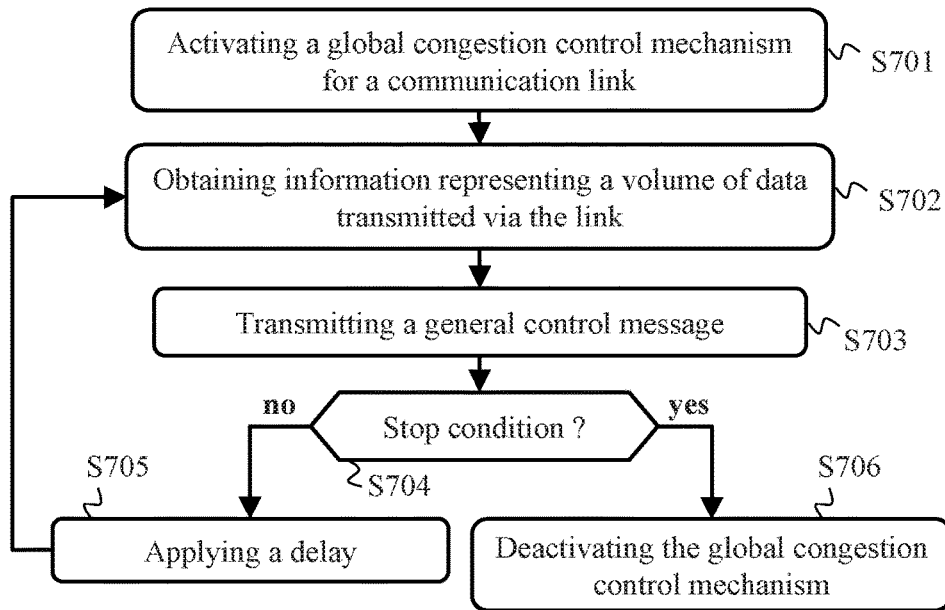 Activating a global congestion control mechanism
for a communication link
S701
Obtaining information representing a volume of data
transmitted via the link
S702
Transmitting a general control message
S703
no
Stop condition ?
yes
S704
S705
Applying a delay
S706
Deactivating the global congestion
control mechanism